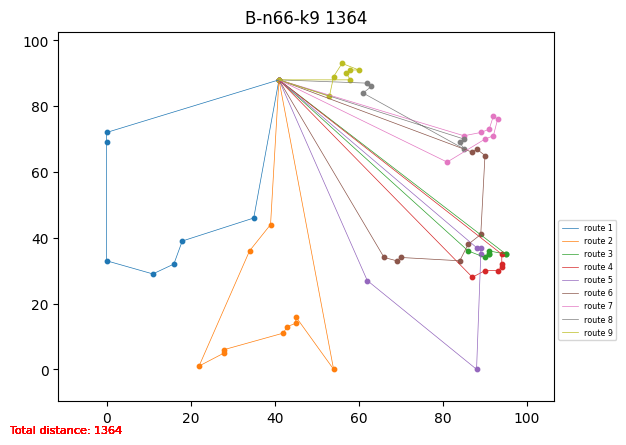 B-n66-k9 1364
100
80
60
40
20
0
0 20 40 60 80 100
route 1
route 2
route 3
route 4
route 5
route 6
route 7
route 8
route 9
Total distance: 1364